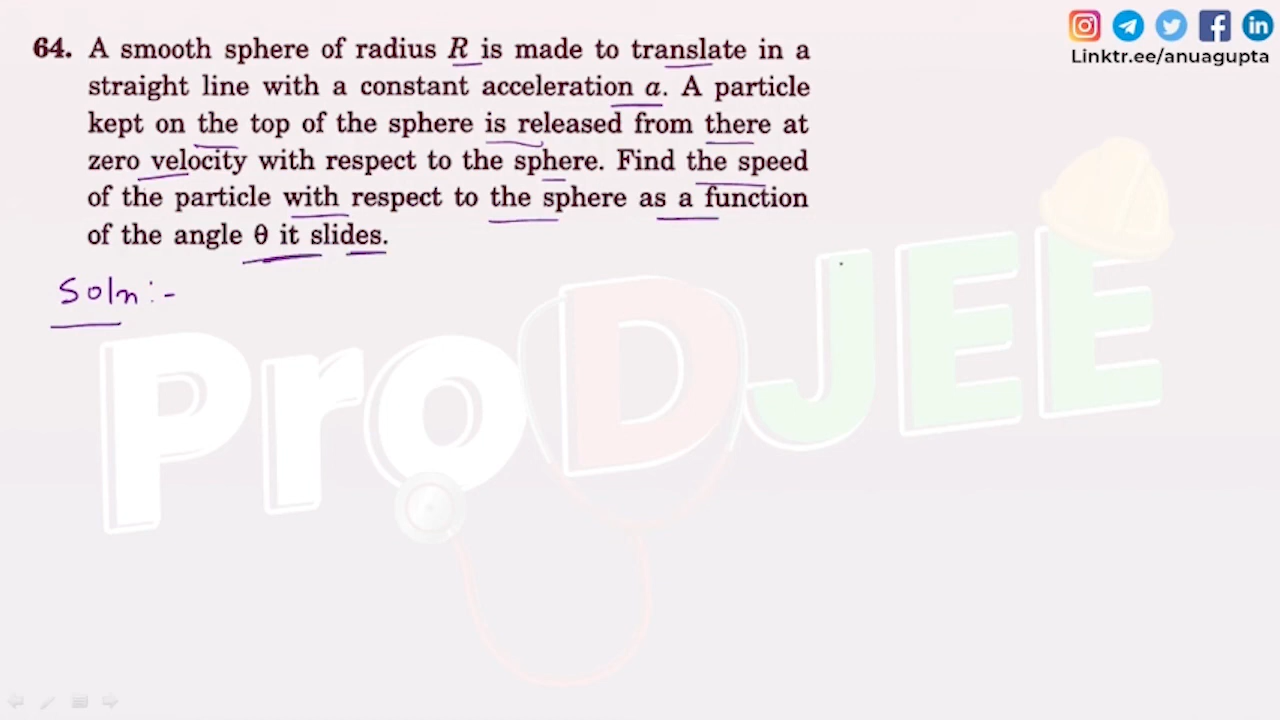 Linktr.ee/anuagupta
64. A smooth sphere of radius R is made to translate in a
straight line with a constant acceleration a. A particle
kept on the top of the sphere is released from there at
zero velocity with respect to the sphere. Find the speed
of the particle with respect to the sphere as a function
of the angle θ it slides.
Soln :-
ProDJEE